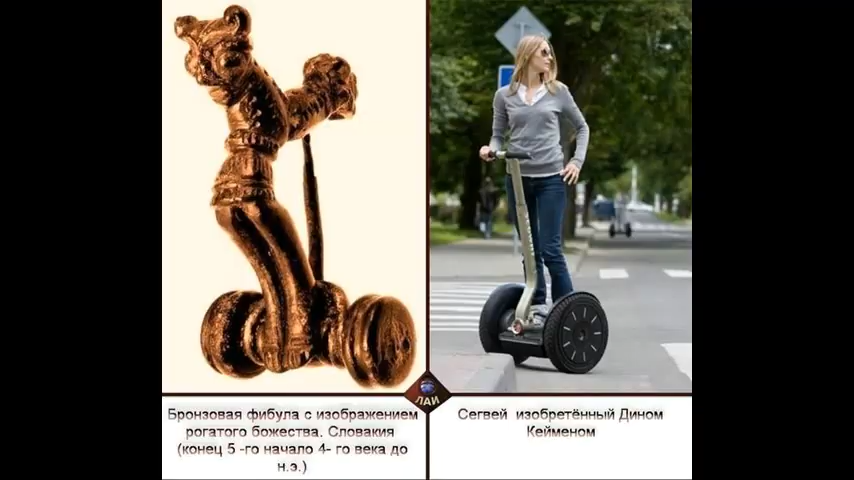 Бронзовая фибула с изображением
рогатого божества. Словакия
(конец 5 -го начало 4- го века до
н.э.)
ЛАИ
Сегвей изобретённый Дином
Кейменом